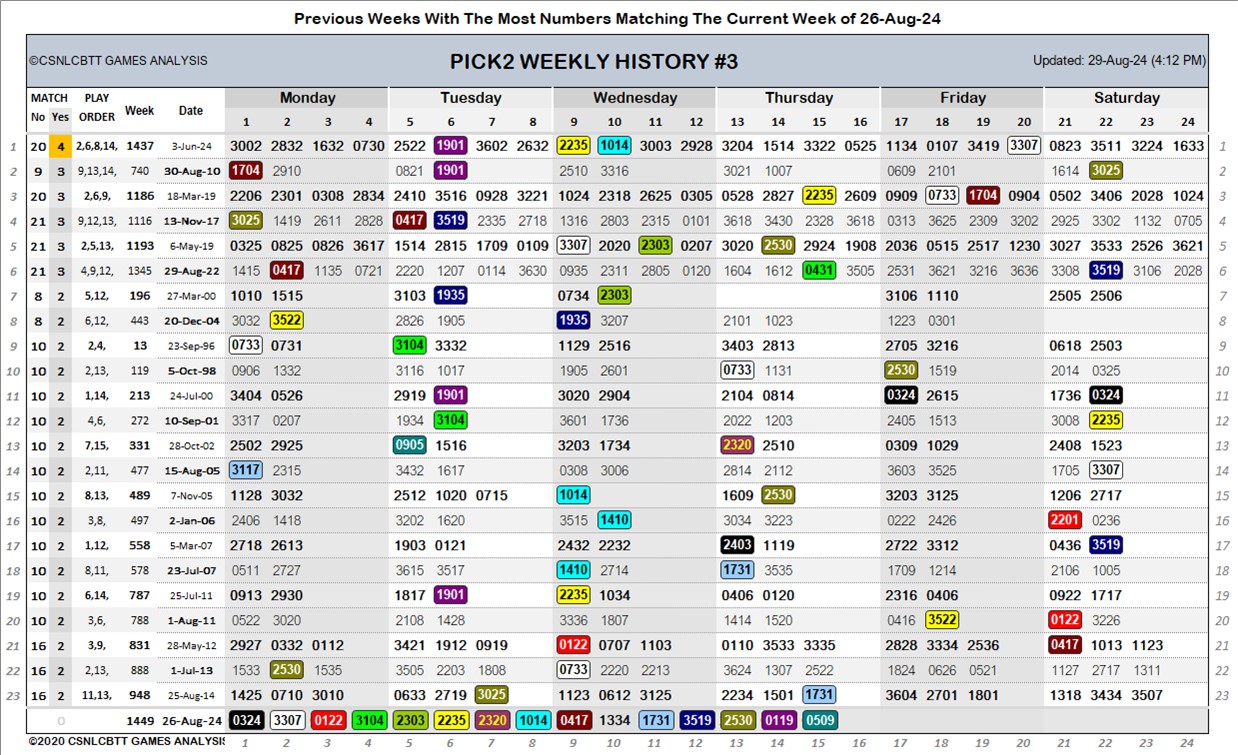 Previous Weeks With The Most Numbers Matching The Current Week of 26-Aug-24
©CSNLCBTT GAMES ANALYSIS PICK2 WEEKLY HISTORY #3 Updated: 29-Aug-24 (4:12 PM)
MATCH PLAY Week Date Monday Tuesday Wednesday Thursday Friday Saturday
No Yes ORDER 1 2 3 4 5 6 7 8 9 10 11 12 13 14 15 16 17 18 19 20 21 22 23 24
1 20 4 2,6,8,14, 1437 3-Jun-24 3002 2832 1632 0730 2522 1901 3602 2632 2235 1014 3003 2928 3204 1514 3322 0525 1134 0107 3419 3307 0823 3511 3224 1633 1
2 9 3 9,13,14, 740 30-Aug-10 1704 2910 0821 1901 2510 3316 3021 1007 0609 2101 1614 3025 2
3 20 3 2,6,9, 1186 18-Mar-19 2206 2301 0308 2834 2410 3516 0928 3221 1024 2318 2625 0305 0528 2827 2235 2609 0909 0733 1704 0904 0502 3406 2028 1024 3
4 21 3 9,12,13, 1116 13-Nov-17 3025 1419 2611 2828 0417 3519 2335 2718 1316 2803 2315 0101 3618 3430 2328 3618 0313 2625 2309 3202 2925 0302 1132 0705 4
5 21 3 2,5,13, 1193 6-May-19 0325 0825 0826 3617 1514 2815 1709 0109 3307 2020 2303 0207 3020 2530 2924 1908 2036 0515 2517 1230 3027 3533 2526 3621 5
6 21 3 4,9,12, 1345 29-Aug-22 1415 0417 1135 0721 2220 1207 0114 3630 0935 2311 2805 0120 1604 1612 0431 3505 2531 3621 3216 3636 3308 3519 3106 2028 6
7 8 2 5,12, 196 27-Mar-00 1010 1515 3103 1935 0734 2303 3106 1110 2505 2506 7
8 8 2 6,12, 443 20-Dec-04 3032 3522 2826 1905 1935 3207 2101 1023 1223 0301 8
9 10 2 2,4, 13 23-Sep-96 0733 0731 3104 3332 1129 2516 3403 2813 2705 3216 0618 2503 9
10 10 2 2,13, 119 5-Oct-98 0906 1332 3116 1017 1905 2601 0733 1131 2530 1519 2014 0325 10
11 10 2 1,14, 213 24-Jul-00 3404 0526 2919 1901 3020 2904 2104 0814 0324 2615 1736 0324 11
12 10 2 4,6, 272 10-Sep-01 3317 0207 1934 3104 3601 1736 2022 1203 2405 1513 3008 2235 12
13 10 2 7,15, 331 28-Oct-02 2502 2925 0905 1516 3203 1734 2320 2510 0309 1029 2408 1523 13
14 10 2 2,11, 477 15-Aug-05 3117 2315 3432 1617 0308 3006 2814 2112 3603 3525 1705 3307 14
15 10 2 8,13, 489 7-Nov-05 1128 3032 2512 1020 0715 1014 1609 2530 3203 3125 1206 2717 15
16 10 2 3,8, 497 2-Jan-06 2406 1418 3202 1620 3515 1410 3034 3223 0222 2426 2201 0236 16
17 10 2 1,12, 558 5-Mar-07 2718 2613 1903 0121 2432 2232 2403 1119 2722 3312 0436 3519 17
18 10 2 8,11, 578 23-Jul-07 0511 2727 3615 3517 1410 2714 1731 3535 1709 1214 2106 1005 18
19 10 2 6,14, 787 25-Jul-11 0913 2930 1817 1901 2235 1034 0406 0120 2316 0406 0922 1717 19
20 10 2 3,6, 788 1-Aug-11 0522 3020 2108 1428 3336 1807 1414 1520 0416 3522 0122 3226 20
21 16 2 3,9, 831 28-May-12 2927 0332 0112 3421 1912 0919 0122 0707 1103 0110 3533 3335 2828 3334 2536 0417 1013 1123 21
22 16 2 2,13, 888 1-Jul-13 1533 2530 1535 3505 2203 1808 0733 2220 2213 3624 1307 2522 1824 0626 0521 1127 2717 1311 22
23 16 2 11,13, 948 25-Aug-14 1425 0710 3010 0633 2719 3025 1123 0612 3125 2234 1501 1731 3604 2701 1801 1318 3434 3507 23
0 1449 26-Aug-24 0324 3307 0122 3104 2303 2235 2320 1014 0417 1334 1731 3519 2530 0119 0509
©2020 CSNLCBTT GAMES ANALYSIS 1 2 3 4 5 6 7 8 9 10 11 12 13 14 15 16 17 18 19 20 21 22 23 24